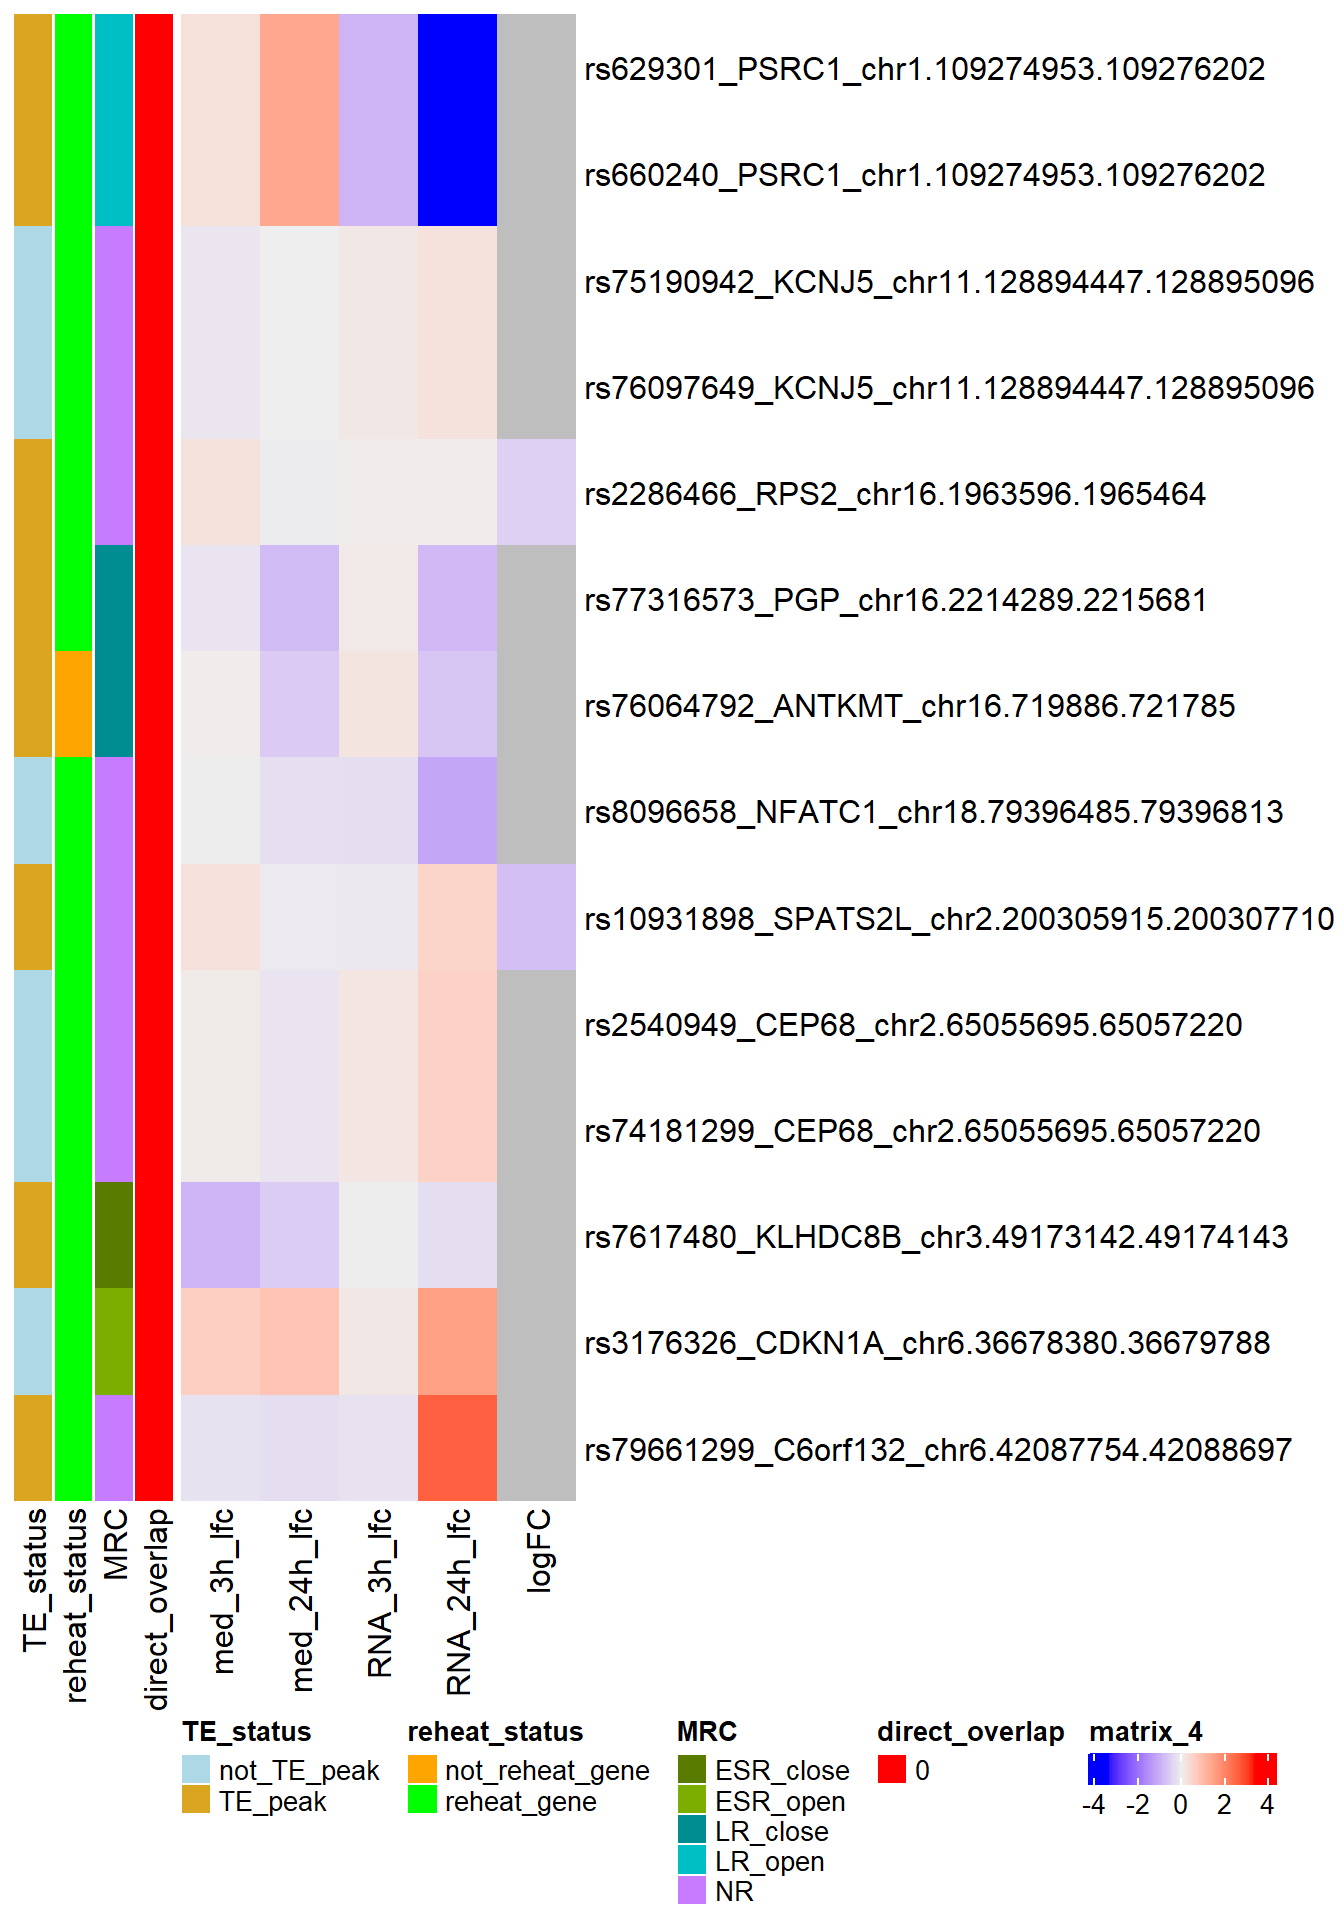 rs629301_PSRC1_chr1.109274953.109276202
rs660240_PSRC1_chr1.109274953.109276202
rs75190942_KCNJ5_chr11.128894447.128895096
rs76097649_KCNJ5_chr11.128894447.128895096
rs2286466_RPS2_chr16.1963596.1965464
rs77316573_PGP_chr16.2214289.2215681
rs76064792_ANTKMT_chr16.719886.721785
rs8096658_NFATC1_chr18.79396485.79396813
rs10931898_SPATS2L_chr2.200305915.200307710
rs2540949_CEP68_chr2.65055695.65057220
rs74181299_CEP68_chr2.65055695.65057220
rs7617480_KLHDC8B_chr3.49173142.49174143
rs3176326_CDKN1A_chr6.36678380.36679788
rs79661299_C6orf132_chr6.42087754.42088697
TE_status
reheat_status
MRC
direct_overlap
med_3h_lfc
med_24h_lfc
RNA_3h_lfc
RNA_24h_lfc
logFC
TE_status
not_TE_peak
TE_peak
reheat_status
not_reheat_gene
reheat_gene
MRC
ESR_close
ESR_open
LR_close
LR_open
NR
direct_overlap
0
matrix_4
-4 -2 0 2 4